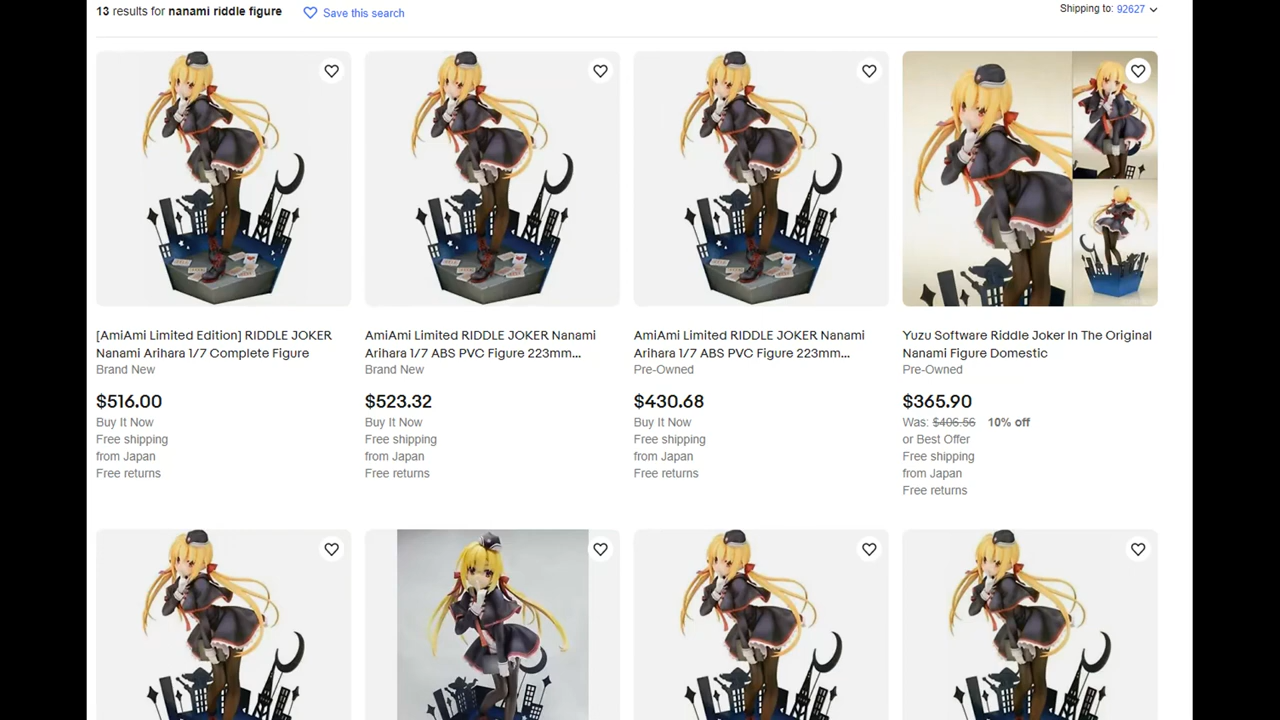 13 results for nanami riddle figure
Save this search
Shipping to: 92627
[AmiAmi Limited Edition] RIDDLE JOKER
Nanami Arihara 1/7 Complete Figure
Brand New
$516.00
Buy It Now
Free shipping
from Japan
Free returns
AmiAmi Limited RIDDLE JOKER Nanami
Arihara 1/7 ABS PVC Figure 223mm...
Brand New
$523.32
Buy It Now
Free shipping
from Japan
Free returns
AmiAmi Limited RIDDLE JOKER Nanami
Arihara 1/7 ABS PVC Figure 223mm...
Pre-Owned
$430.68
Buy It Now
Free shipping
from Japan
Free returns
Yuzu Software Riddle Joker In The Original
Nanami Figure Domestic
Pre-Owned
$365.90
Was: $406.56 10% off
or Best Offer
Free shipping
from Japan
Free returns